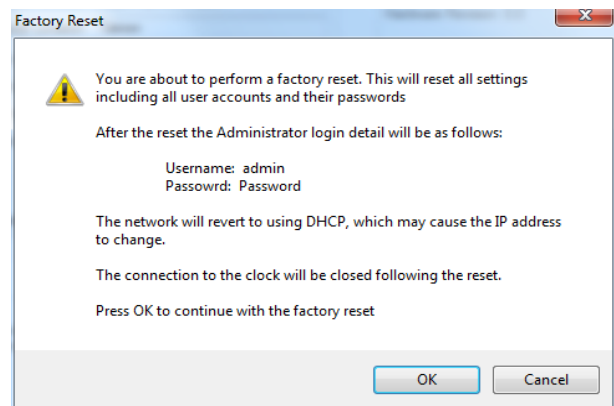 Factory Reset
You are about to perform a factory reset. This will reset all settings
including all user accounts and their passwords
After the reset the Administrator login detail will be as follows:
Username: admin
Passowrd: Password
The network will revert to using DHCP, which may cause the IP address
to change.
The connection to the clock will be closed following the reset.
Press OK to continue with the factory reset
OK
Cancel